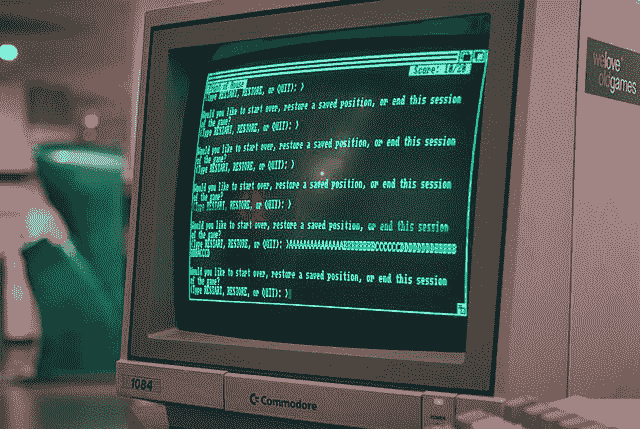 Score: 10/20
(Type RESTART, RESTORE, or QUIT): )
Would you like to start over, restore a saved position, or end this session
of the game?
(Type RESTART, RESTORE, or QUIT): )
Would you like to start over, restore a saved position, or end this session
of the game?
(Type RESTART, RESTORE, or QUIT): )
Would you like to start over, restore a saved position, or end this session
of the game?
(Type RESTART, RESTORE, or QUIT): )
Would you like to start over, restore a saved position, or end this session
of the game?
(Type RESTART, RESTORE, or QUIT):
Would you like to start over, restore a saved position, or end this session
of the game?
(Type RESTART, RESTORE, or QUIT): )
welove
oldgames
1084
Commodore
POWER